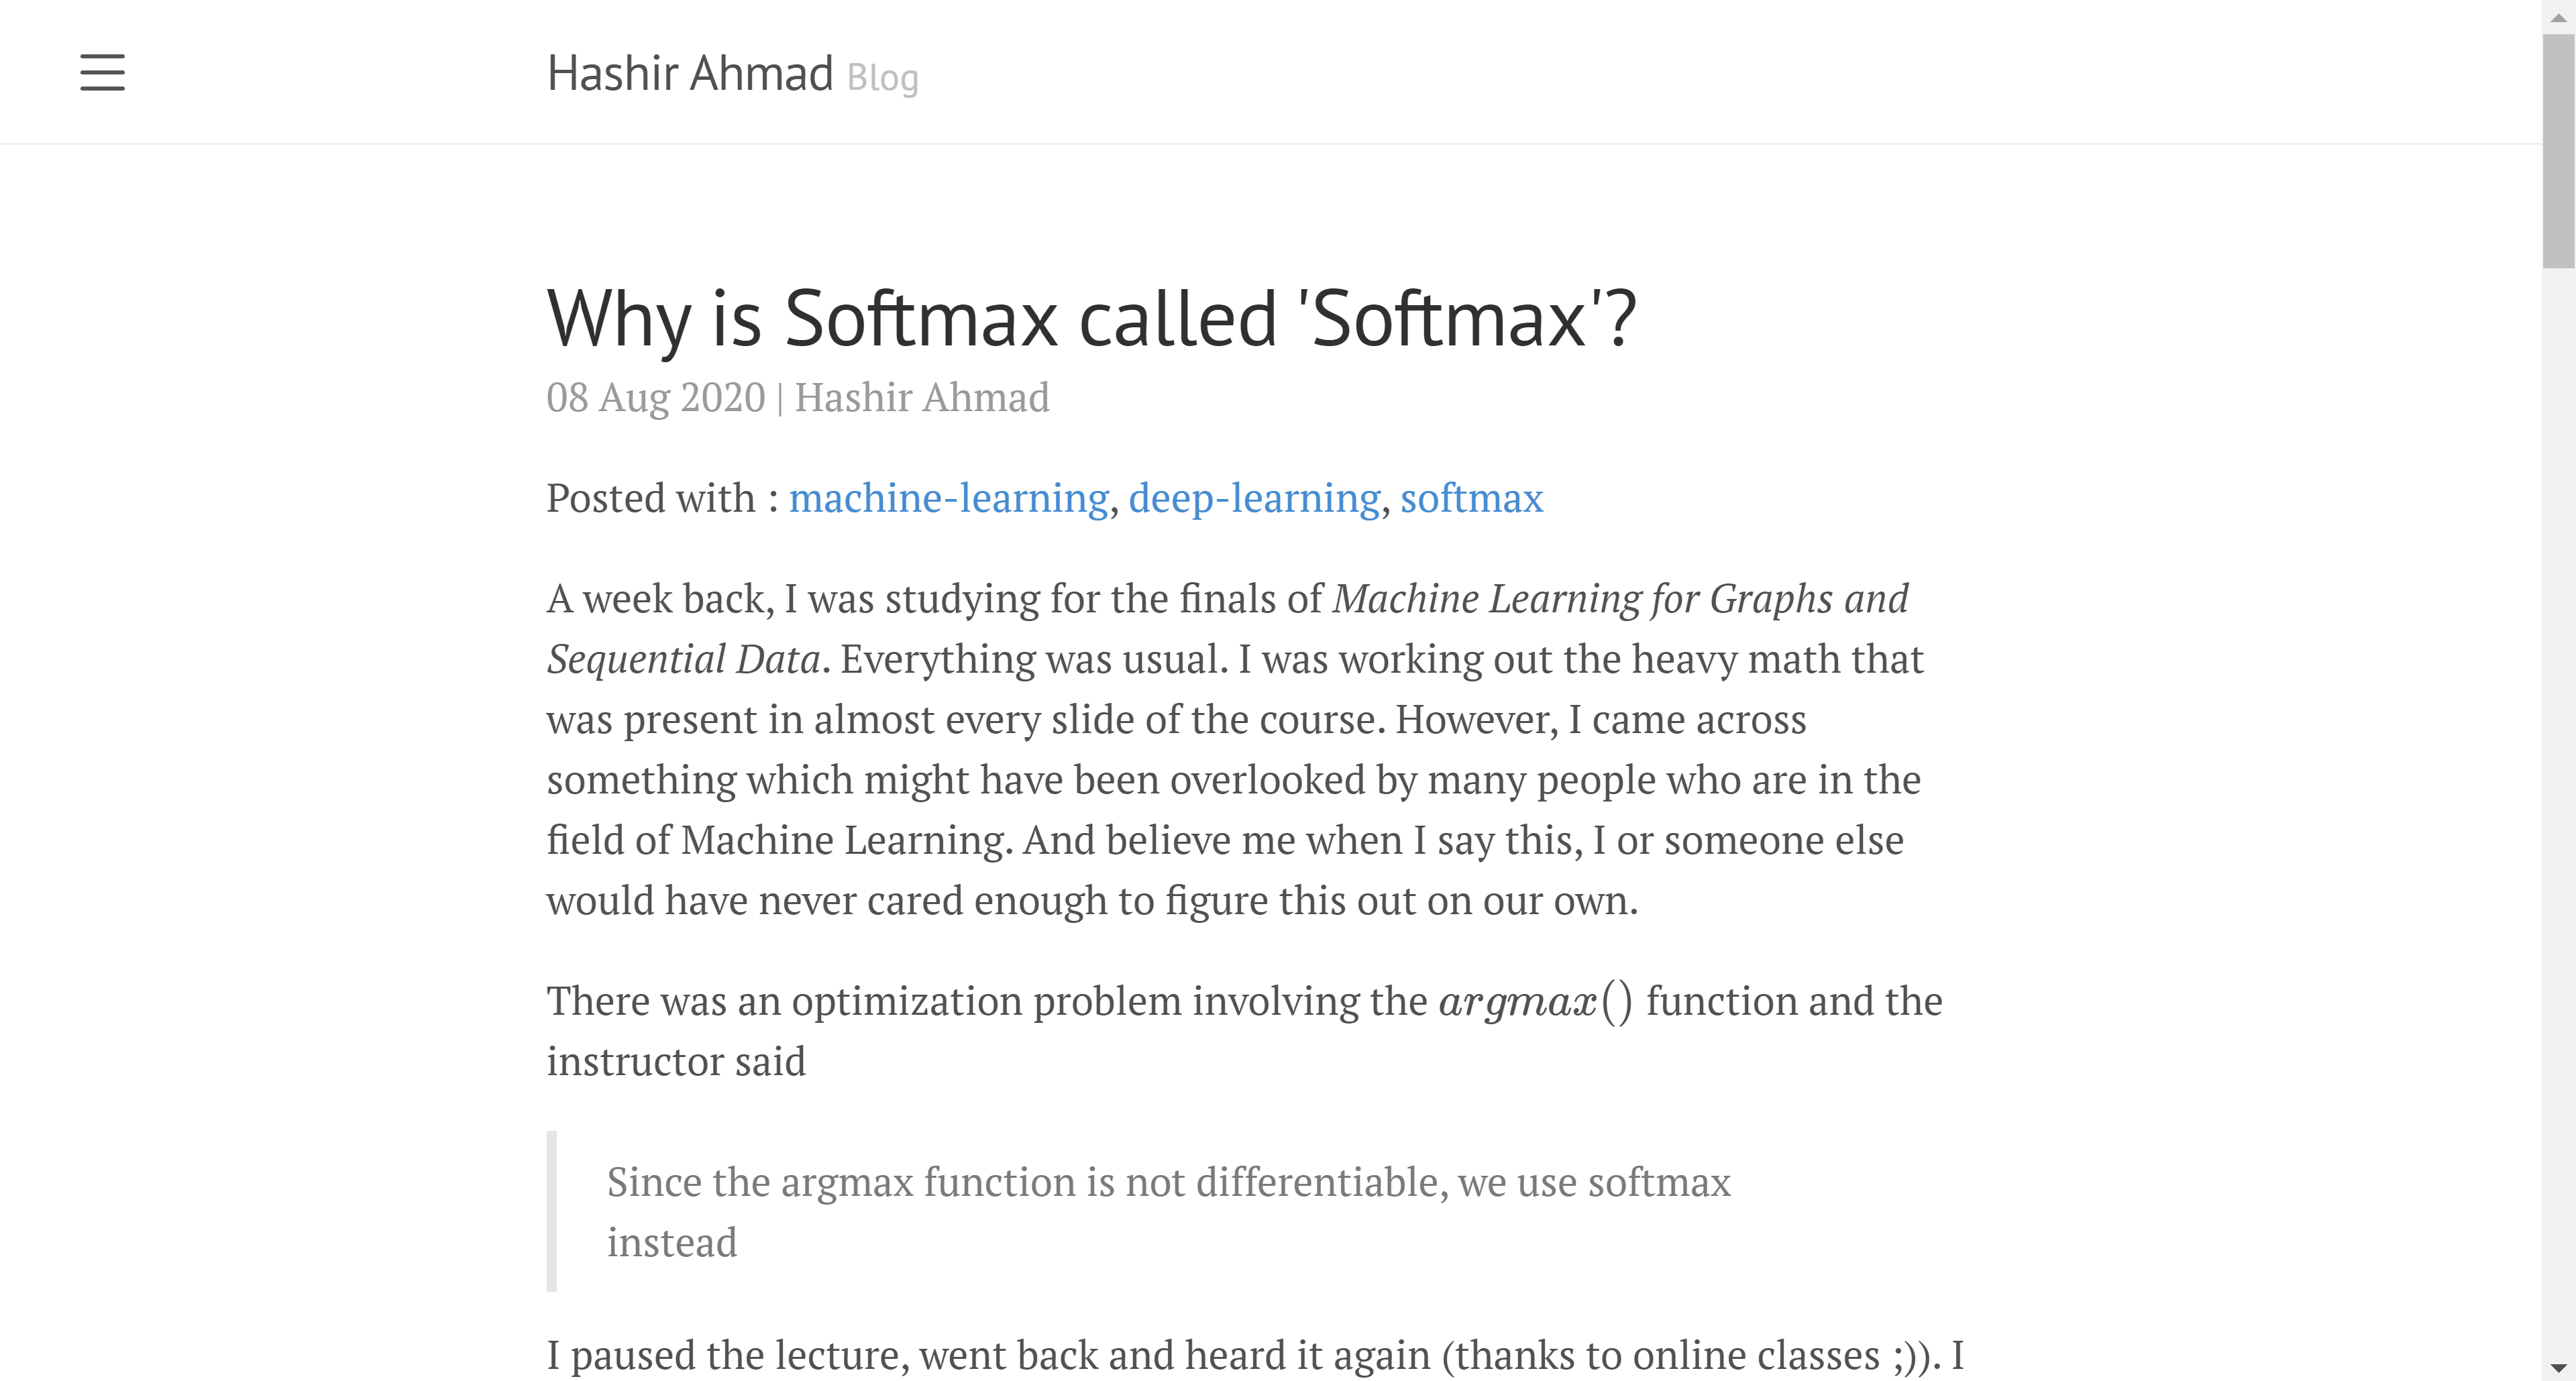 Hashir Ahmad Blog
Why is Softmax called 'Softmax'?
08 Aug 2020 | Hashir Ahmad
Posted with : machine-learning, deep-learning, softmax
A week back, I was studying for the finals of Machine Learning for Graphs and
Sequential Data. Everything was usual. I was working out the heavy math that
was present in almost every slide of the course. However, I came across
something which might have been overlooked by many people who are in the
field of Machine Learning. And believe me when I say this, I or someone else
would have never cared enough to figure this out on our own.
There was an optimization problem involving the argmax() function and the
instructor said
Since the argmax function is not differentiable, we use softmax
instead
I paused the lecture, went back and heard it again (thanks to online classes ;)). I